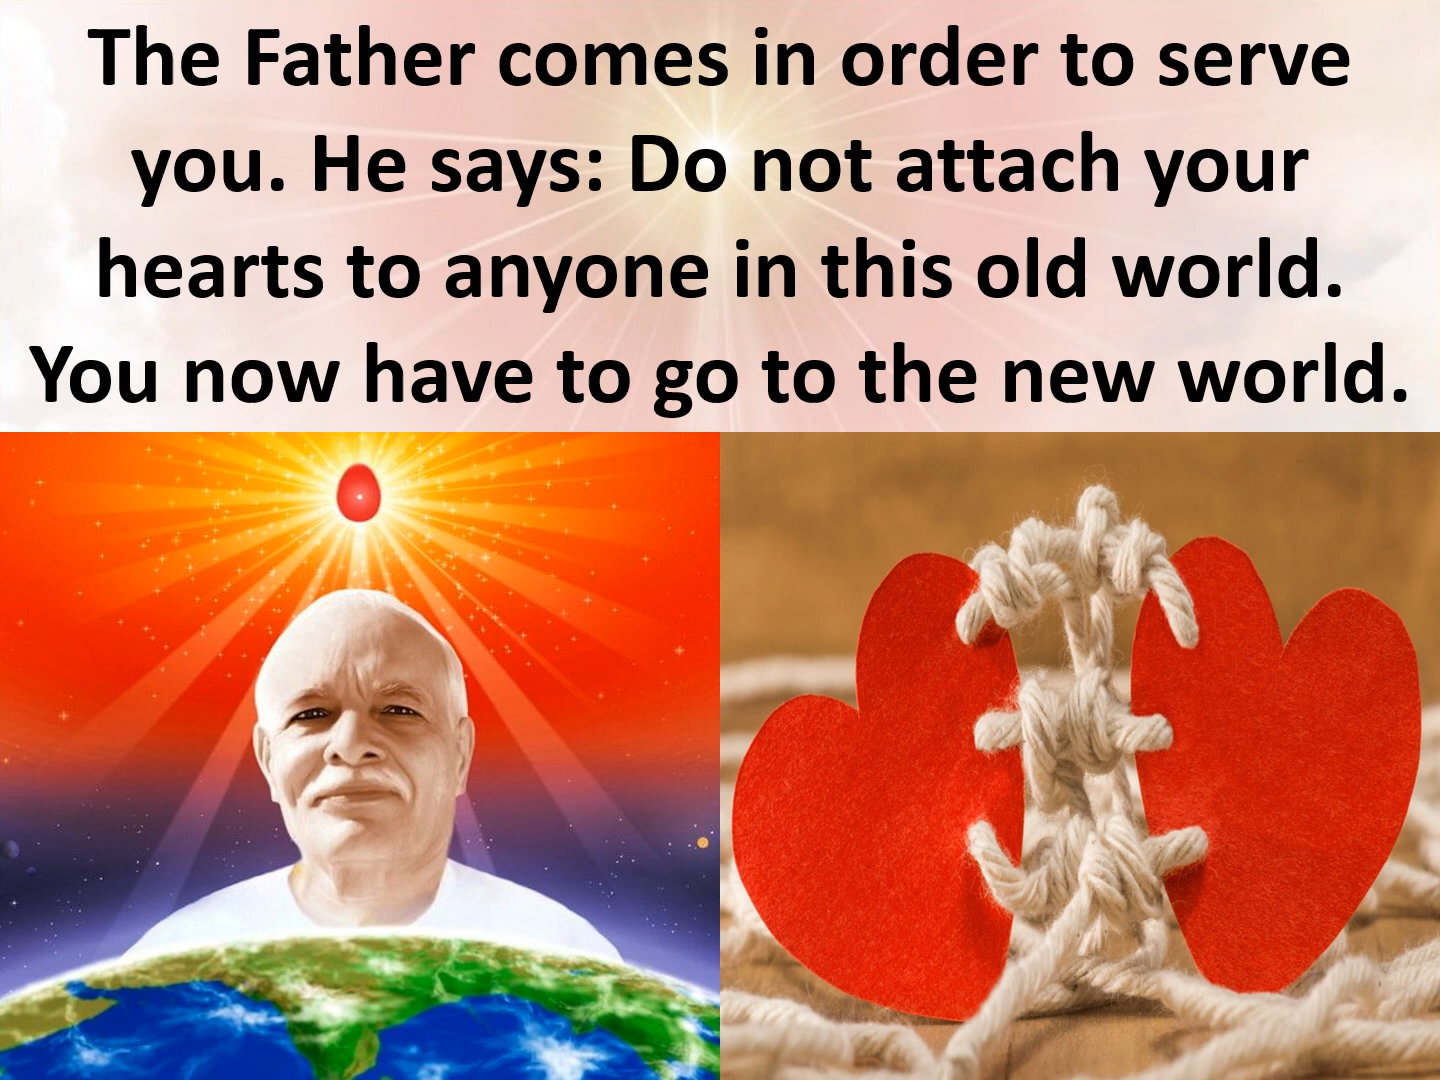 The Father comes in order to serve
you. He says: Do not attach your
hearts to anyone in this old world.
You now have to go to the new world.